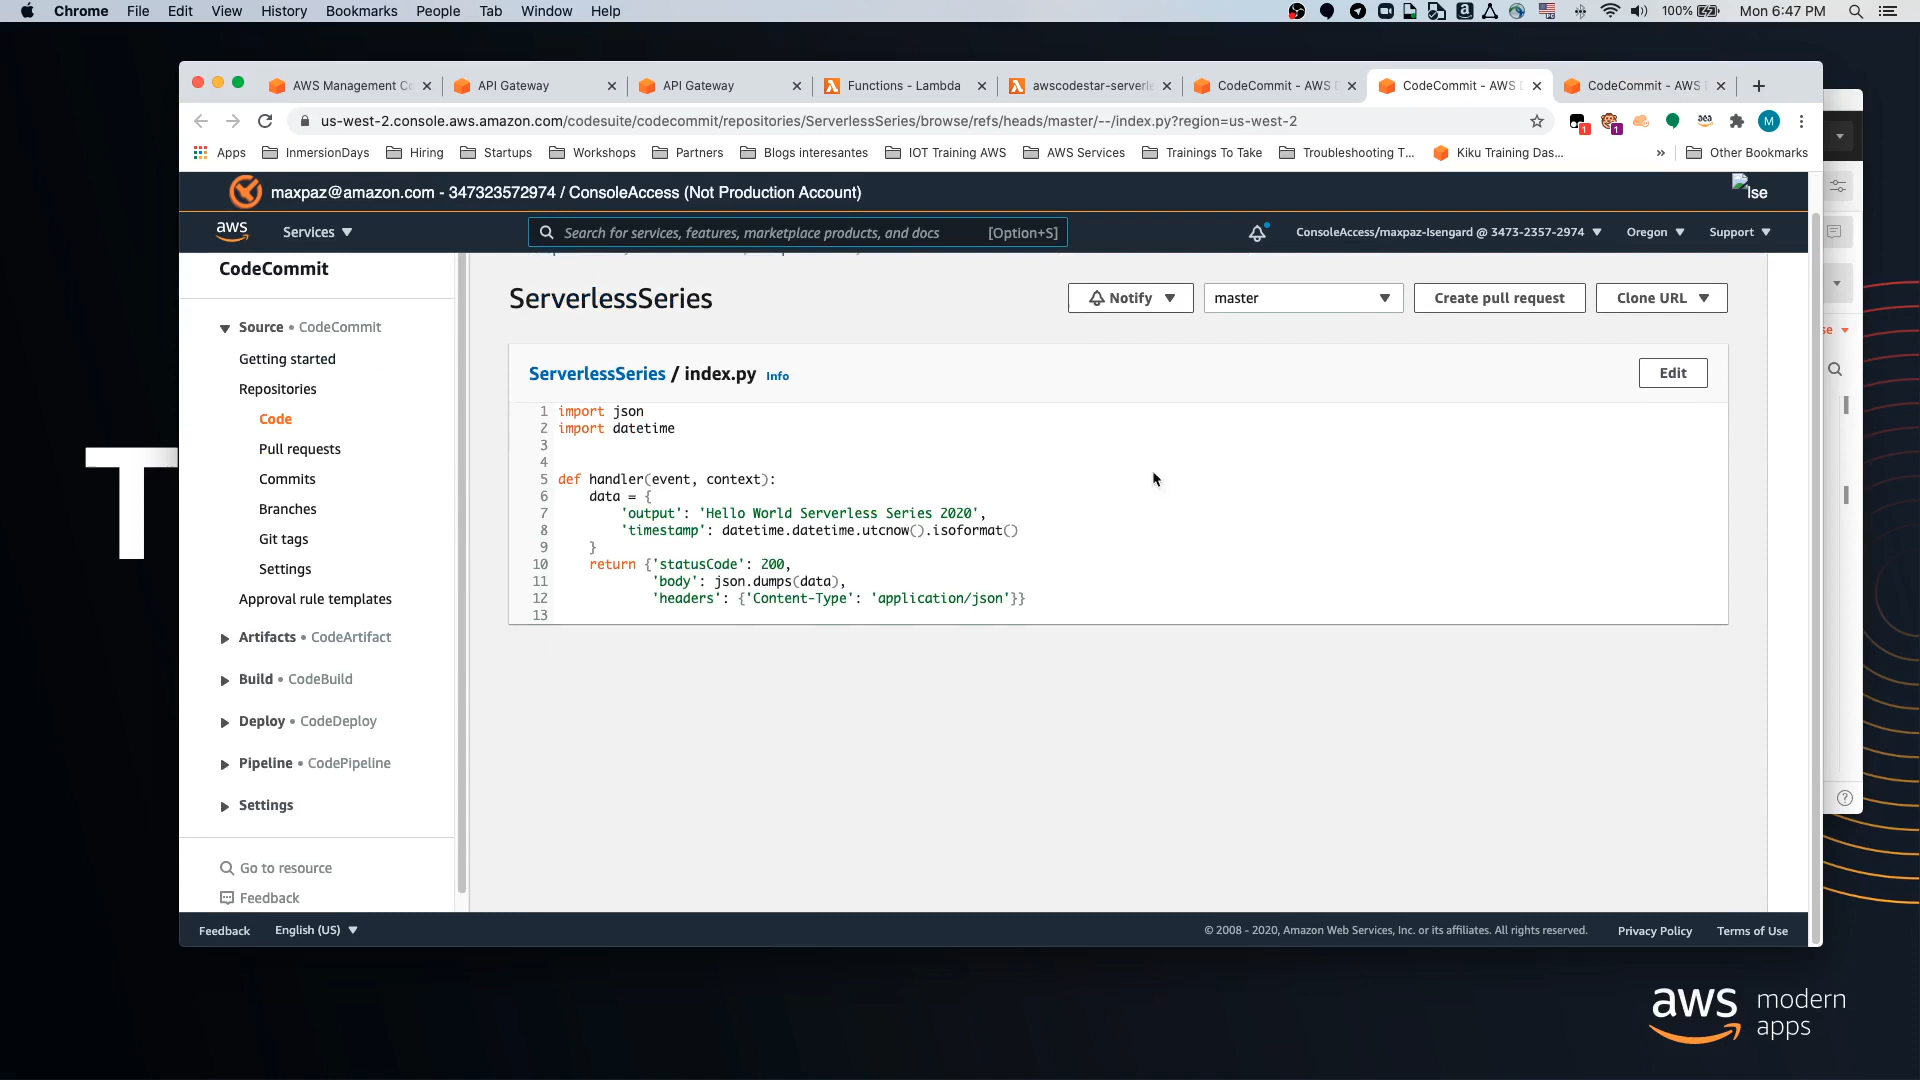 Chrome File Edit View History Bookmarks People Tab Window Help
100% Mon 6:47 PM
AWS Management Co
API Gateway
API Gateway
Functions - Lambda
awscodestar-serverle
CodeCommit - AWS D
CodeCommit - AWS D
CodeCommit - AWS
us-west-2.console.aws.amazon.com/codesuite/codecommit/repositories/ServerlessSeries/browse/refs/heads/master/--/index.py?region=us-west-2
1 1 M
Apps InmersionDays Hiring Startups Workshops Partners Blogs interesantes IOT Training AWS AWS Services Trainings To Take Troubleshooting T... Kiku Training Das... » Other Bookmarks
maxpaz@amazon.com - 347323572974 / ConsoleAccess (Not Production Account)
Ise
aws Services Search for services, features, marketplace products, and docs [Option+S] ConsoleAccess/maxpaz-Isengard @ 3473-2357-2974 Oregon Support
CodeCommit
Source • CodeCommit
Getting started
Repositories
Code
Pull requests
Commits
Branches
Git tags
Settings
Approval rule templates
Artifacts • CodeArtifact
Build • CodeBuild
Deploy • CodeDeploy
Pipeline • CodePipeline
Settings
Go to resource
Feedback
ServerlessSeries
Notify master Create pull request Clone URL
ServerlessSeries / index.py Info Edit
1 import json
2 import datetime
3
4
5 def handler(event, context):
6 data = {
7 'output': 'Hello World Serverless Series 2020',
8 'timestamp': datetime.datetime.utcnow().isoformat()
9 }
10 return {'statusCode': 200,
11 'body': json.dumps(data),
12 'headers': {'Content-Type': 'application/json'}}
13
Feedback English (US) © 2008 - 2020, Amazon Web Services, Inc. or its affiliates. All rights reserved. Privacy Policy Terms of Use
T
se
aws modern apps